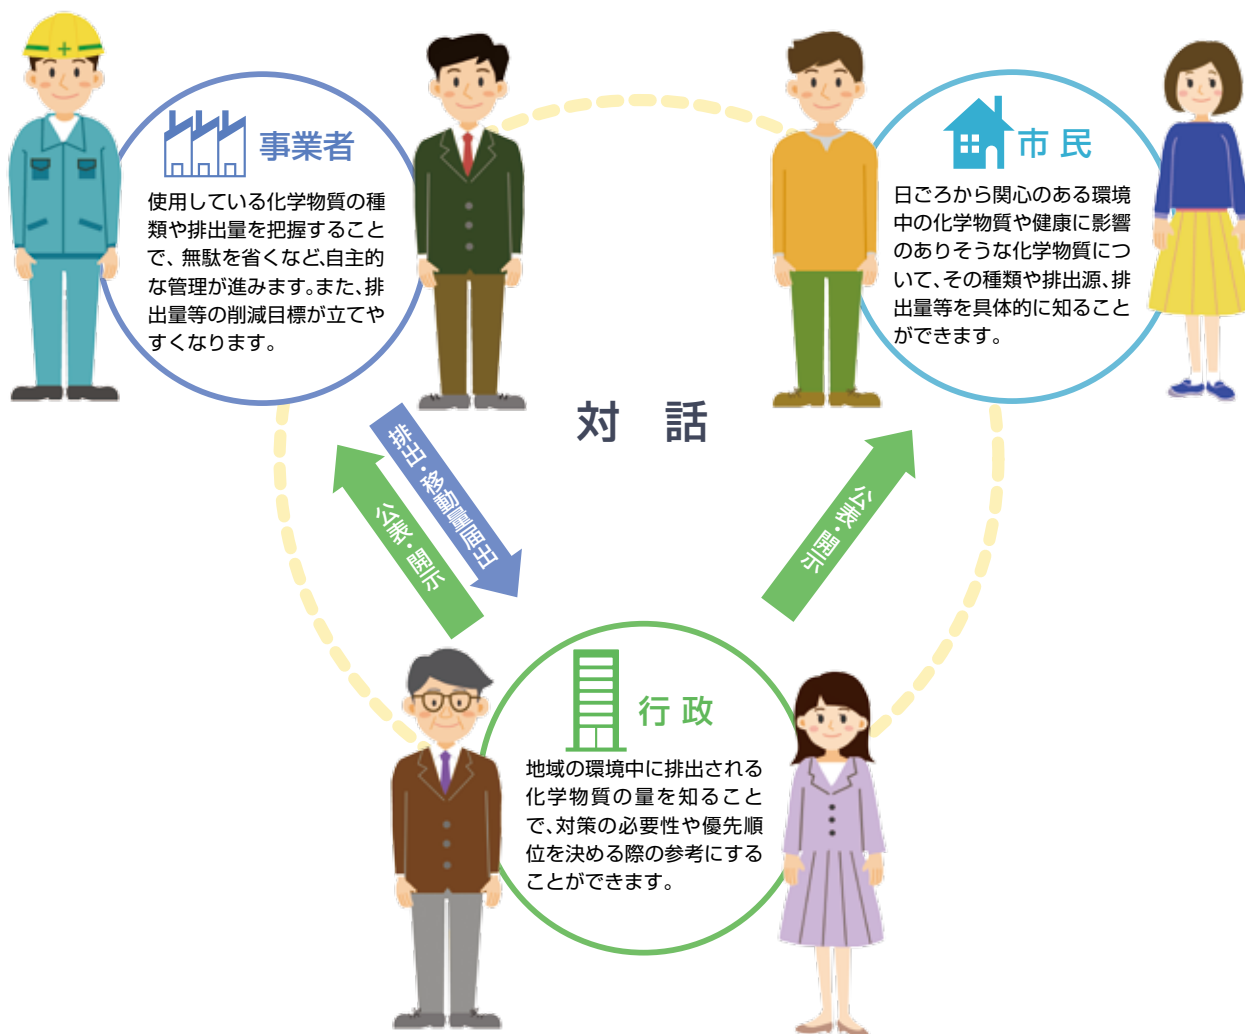 事業者
使用している化学物質の種
類や排出量を把握すること
で、無駄を省くなど、自主的
な管理が進みます。また、排
出量等の削減目標が立てや
すくなります。
市民
日ごろから関心のある環境
中の化学物質や健康に影響
のありそうな化学物質につ
いて、その種類や排出源、排
出量等を具体的に知ること
ができます。
対話
排出・移動量届出
公表・開示
公表・開示
行政
地域の環境中に排出される
化学物質の量を知ること
で、対策の必要性や優先順
位を決める際の参考にする
ことができます。